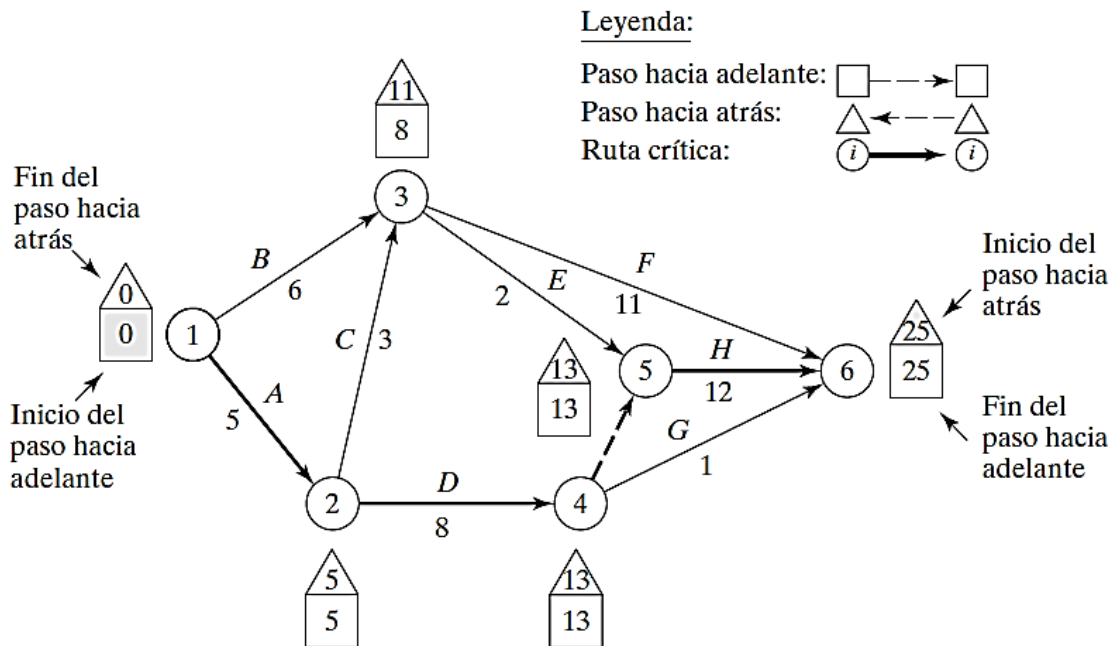 Leyenda:
Paso hacia adelante:
Paso hacia atrás:
Ruta crítica:
i
i
11
8
3
Fin del
paso hacia
atrás
0
0
1
Inicio del
paso hacia
adelante
B
6
C
3
A
5
2
5
5
D
8
4
13
13
E
2
F
11
13
13
5
H
12
G
1
6
25
25
Inicio del
paso hacia
atrás
Fin del
paso hacia
adelante